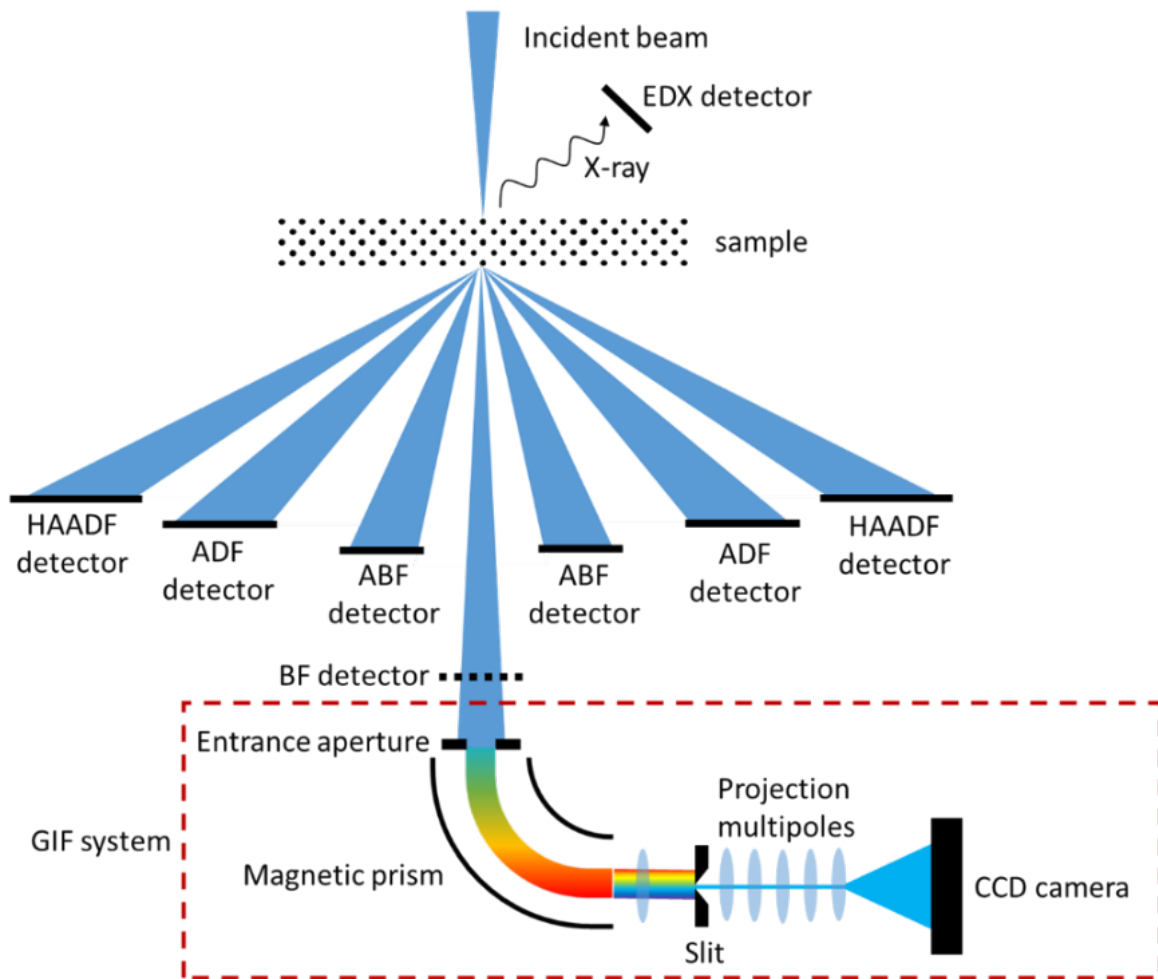 Incident beam
EDX detector
X-ray
sample
HAADF
detector
ADF
detector
ABF
detector
ABF
detector
ADF
detector
HAADF
detector
BF detector
Entrance aperture
GIF system
Magnetic prism
Projection
multipoles
CCD camera
Slit